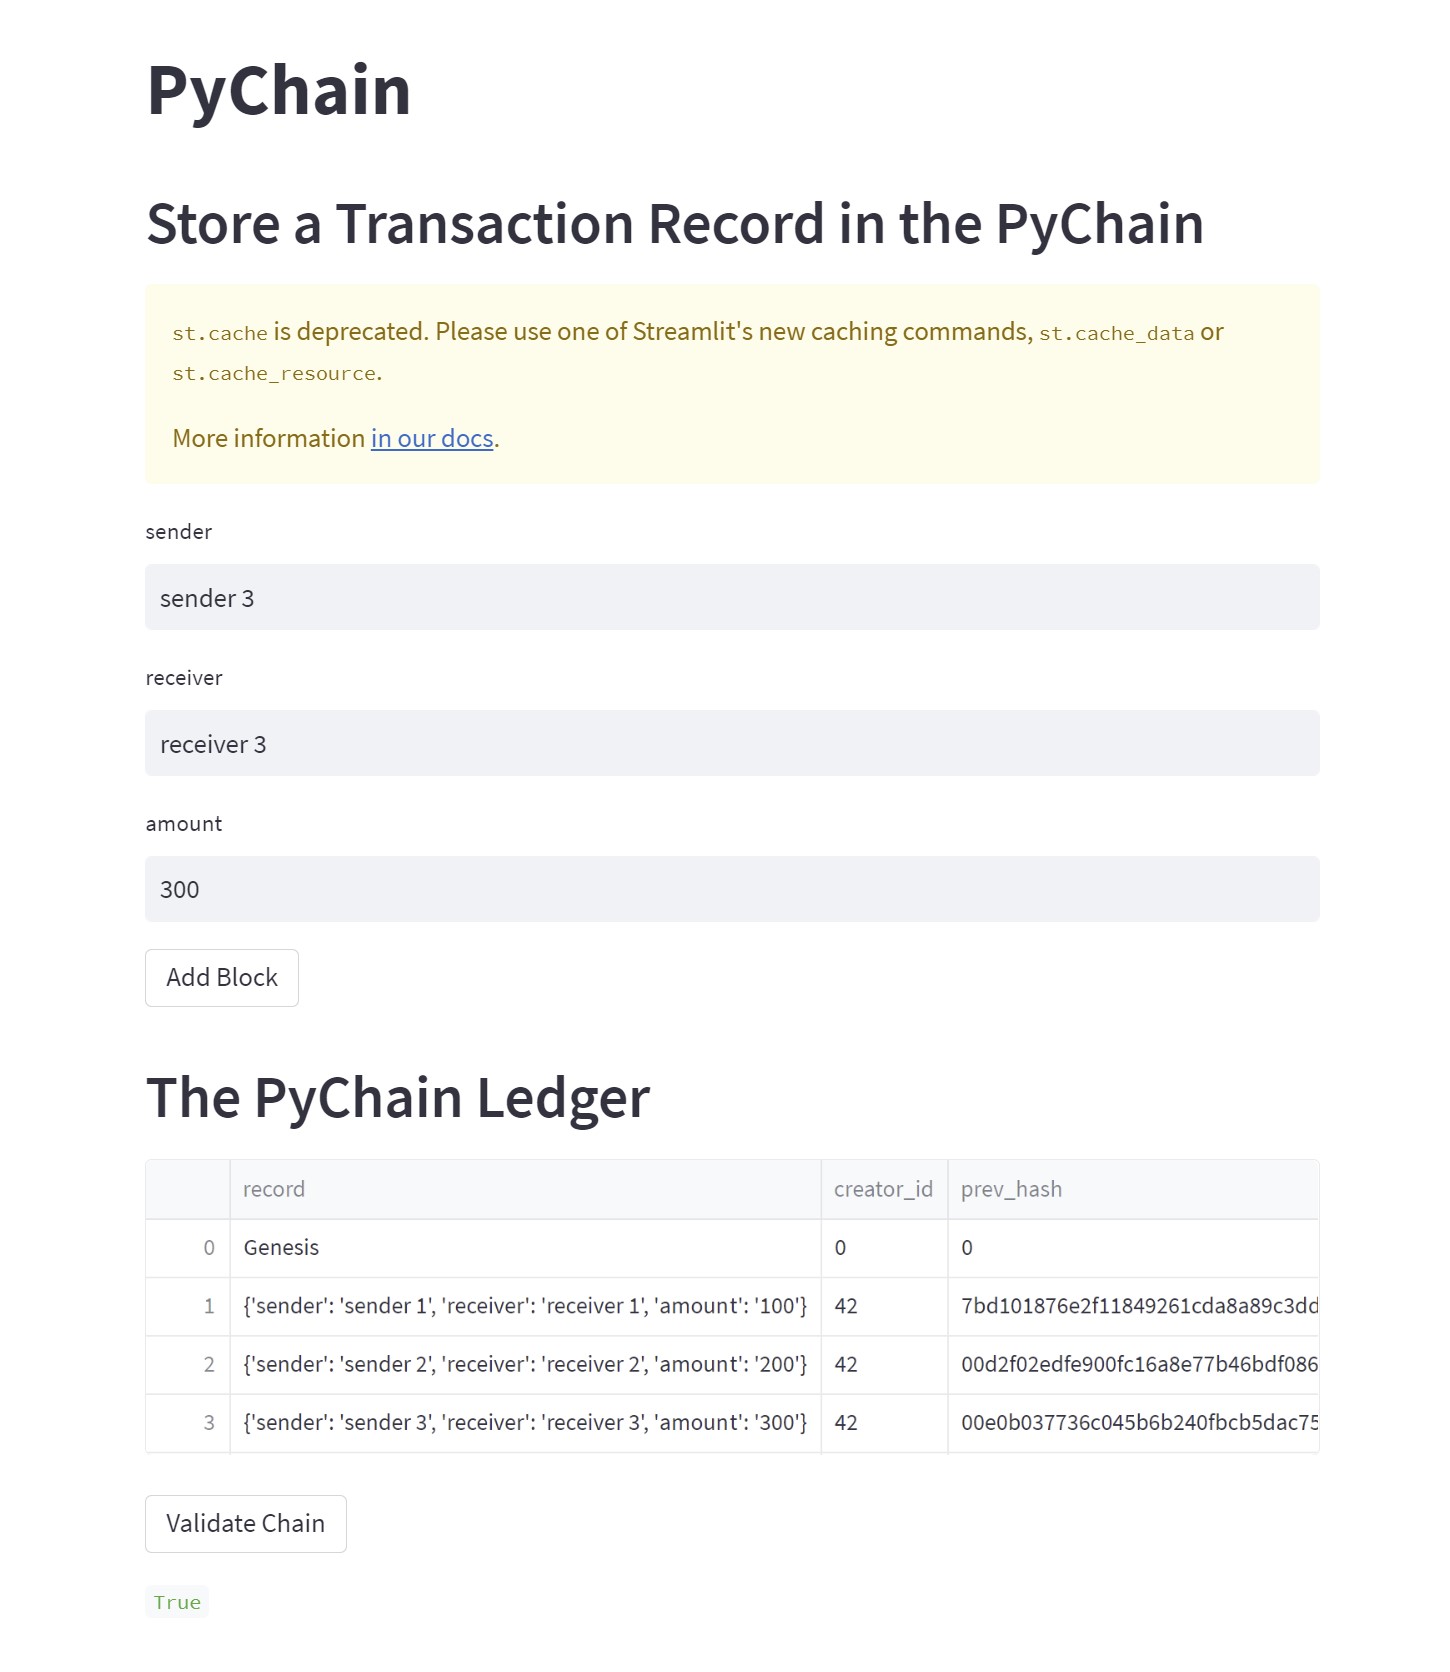 PyChain
Store a Transaction Record in the PyChain
st.cache is deprecated. Please use one of Streamlit's new caching commands, st.cache_data or
st.cache_resource.
More information in our docs.
sender
sender 3
receiver
receiver 3
amount
300
Add Block
The PyChain Ledger
record creator_id prev_hash
0 Genesis 0 0
1 {'sender': 'sender 1', 'receiver': 'receiver 1', 'amount': '100'} 42 7bd101876e2f11849261cda8a89c3dd
2 {'sender': 'sender 2', 'receiver': 'receiver 2', 'amount': '200'} 42 00d2f02edfe900fc16a8e77b46bdf086
3 {'sender': 'sender 3', 'receiver': 'receiver 3', 'amount': '300'} 42 00e0b037736c045b6b240fbcb5dac75
Validate Chain
True